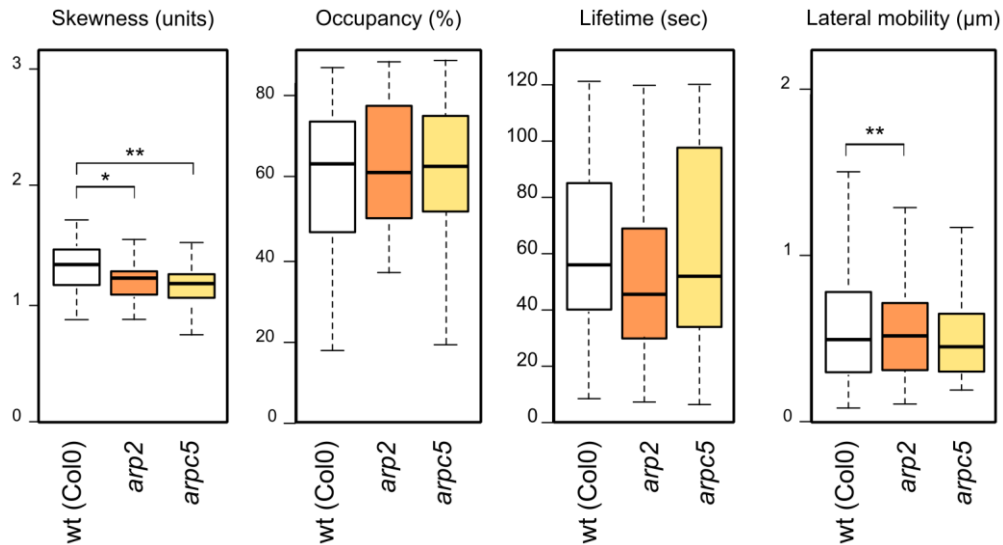 Skewness (units)
3
2
1
0
**
*
wt (Col0)
arp2
arpc5
Occupancy (%)
80
60
40
20
0
wt (Col0)
arp2
arpc5
Lifetime (sec)
120
100
80
60
40
20
0
wt (Col0)
arp2
arpc5
Lateral mobility (μm)
2
1
0
**
wt (Col0)
arp2
arpc5